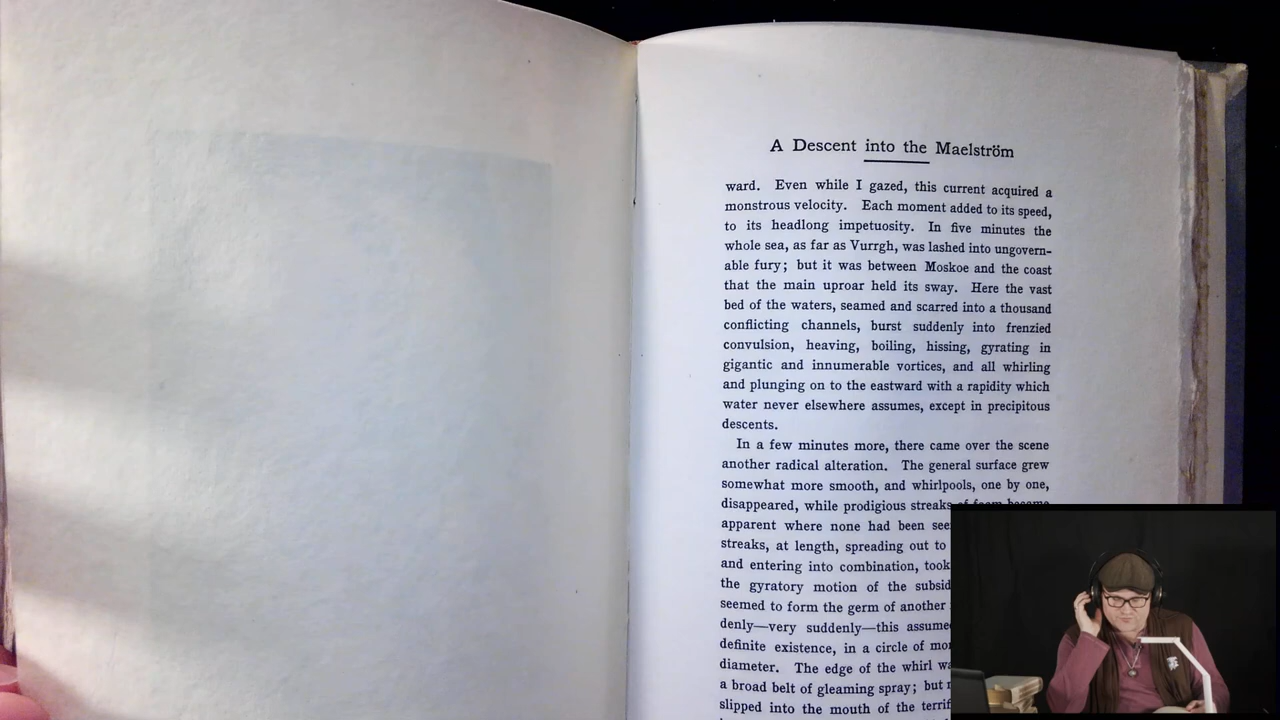 A Descent into the Maelström
ward. Even while I gazed, this current acquired a
monstrous velocity. Each moment added to its speed,
to its headlong impetuosity. In five minutes the
whole sea, as far as Vurrgh, was lashed into ungovern-
able fury; but it was between Moskoe and the coast
that the main uproar held its sway. Here the vast
bed of the waters, seamed and scarred into a thousand
conflicting channels, burst suddenly into frenzied
convulsion, heaving, boiling, hissing, gyrating in
gigantic and innumerable vortices, and all whirling
and plunging on to the eastward with a rapidity which
water never elsewhere assumes, except in precipitous
descents.
In a few minutes more, there came over the scene
another radical alteration. The general surface grew
somewhat more smooth, and whirlpools, one by one,
disappeared, while prodigious streaks of foam became
apparent where none had been
streaks, at length, spreading out to
and entering into combination, took
the gyratory motion of the
seemed to form the germ of another
denly—very suddenly—this
definite existence, in a circle of
diameter. The edge of the whirl
a broad belt of gleaming spray; but
slipped into the mouth of the